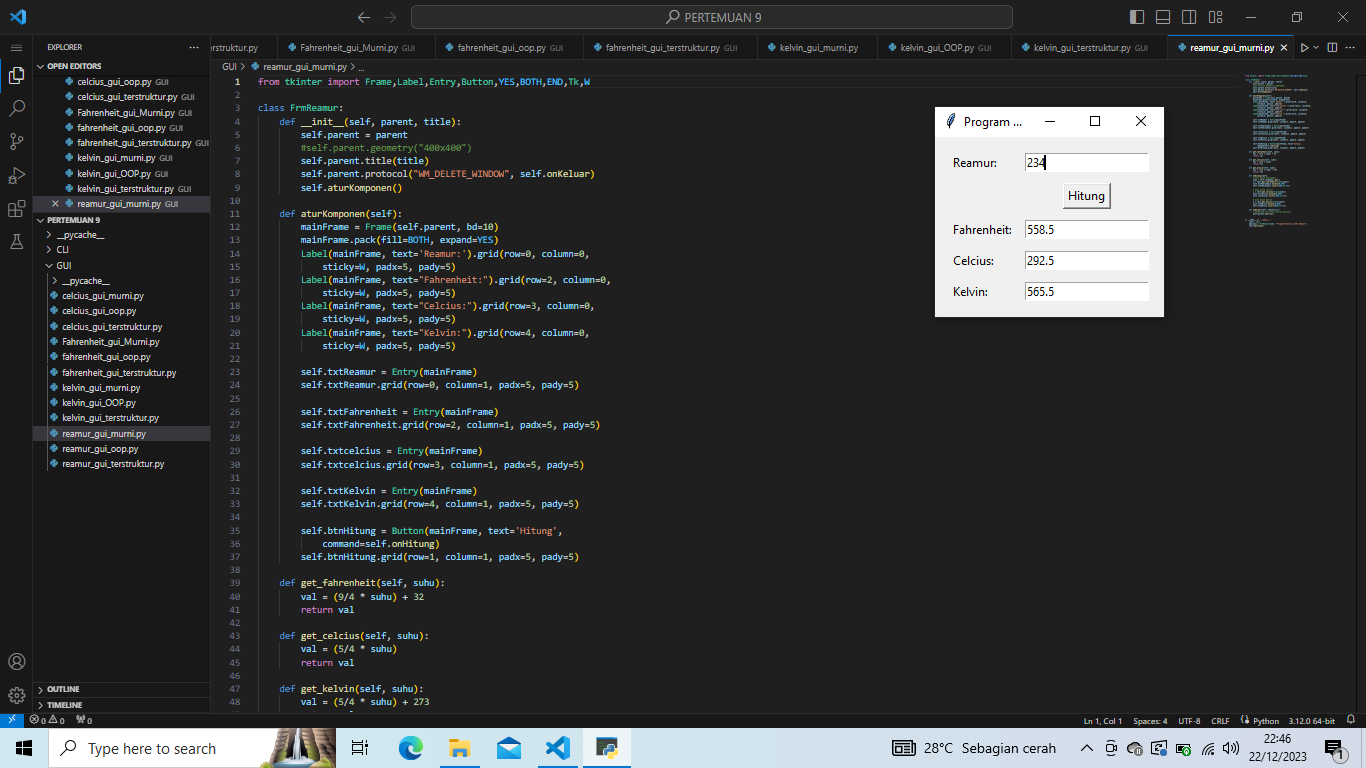 PERTEMUAN 9
EXPLORER
OPEN EDITORS
celcius_gui_oop.py GUI
celcius_gui_terstruktur.py GUI
Fahrenheit_gui_Murni.py GUI
fahrenheit_gui_oop.py GUI
fahrenheit_gui_terstruktur.py GUI
kelvin_gui_murni.py GUI
kelvin_gui_OOP.py GUI
kelvin_gui_terstruktur.py GUI
reamur_gui_murni.py GUI
PERTEMUAN 9
__pycache__
CLI
GUI
__pycache__
celcius_gui_murni.py
celcius_gui_oop.py
celcius_gui_terstruktur.py
Fahrenheit_gui_Murni.py
fahrenheit_gui_oop.py
fahrenheit_gui_terstruktur.py
kelvin_gui_murni.py
kelvin_gui_OOP.py
kelvin_gui_terstruktur.py
reamur_gui_murni.py
reamur_gui_oop.py
reamur_gui_terstruktur.py
OUTLINE
TIMELINE
terstruktur.py GUI Fahrenheit_gui_Murni.py GUI fahrenheit_gui_oop.py GUI fahrenheit_gui_terstruktur.py GUI kelvin_gui_murni.py kelvin_gui_OOP.py GUI kelvin_gui_terstruktur.py GUI reamur_gui_murni.py GUI
GUI > reamur_gui_murni.py > ...
1 from tkinter import Frame,Label,Entry,Button,YES,BOTH,END,Tk,W
2
3 class FrmReamur:
4 def __init__(self, parent, title):
5 self.parent = parent
6 #self.parent.geometry("400x400")
7 self.parent.title(title)
8 self.parent.protocol("WM_DELETE_WINDOW", self.onKeluar)
9 self.aturKomponen()
10
11 def aturKomponen(self):
12 mainFrame = Frame(self.parent, bd=10)
13 mainFrame.pack(fill=BOTH, expand=YES)
14 Label(mainFrame, text='Reamur:').grid(row=0, column=0,
15 sticky=W, padx=5, pady=5)
16 Label(mainFrame, text="Fahrenheit:").grid(row=2, column=0,
17 sticky=W, padx=5, pady=5)
18 Label(mainFrame, text="Celcius:").grid(row=3, column=0,
19 sticky=W, padx=5, pady=5)
20 Label(mainFrame, text="Kelvin:").grid(row=4, column=0,
21 sticky=W, padx=5, pady=5)
22
23 self.txtReamur = Entry(mainFrame)
24 self.txtReamur.grid(row=0, column=1, padx=5, pady=5)
25
26 self.txtFahrenheit = Entry(mainFrame)
27 self.txtFahrenheit.grid(row=2, column=1, padx=5, pady=5)
28
29 self.txtcelcius = Entry(mainFrame)
30 self.txtcelcius.grid(row=3, column=1, padx=5, pady=5)
31
32 self.txtKelvin = Entry(mainFrame)
33 self.txtKelvin.grid(row=4, column=1, padx=5, pady=5)
34
35 self.btnHitung = Button(mainFrame, text='Hitung',
36 command=self.onHitung)
37 self.btnHitung.grid(row=1, column=1, padx=5, pady=5)
38
39 def get_fahrenheit(self, suhu):
40 val = (9/4 * suhu) + 32
41 return val
42
43 def get_celcius(self, suhu):
44 val = (5/4 * suhu)
45 return val
46
47 def get_kelvin(self, suhu):
48 val = (5/4 * suhu) + 273
Program ...
Reamur: 234
Hitung
Fahrenheit: 558.5
Celcius: 292.5
Kelvin: 565.5
0 0 0 Ln 1, Col 1 Spaces: 4 UTF-8 CRLF Python 3.12.0 64-bit
Type here to search
28°C Sebagian cerah
22:46
22/12/2023
1